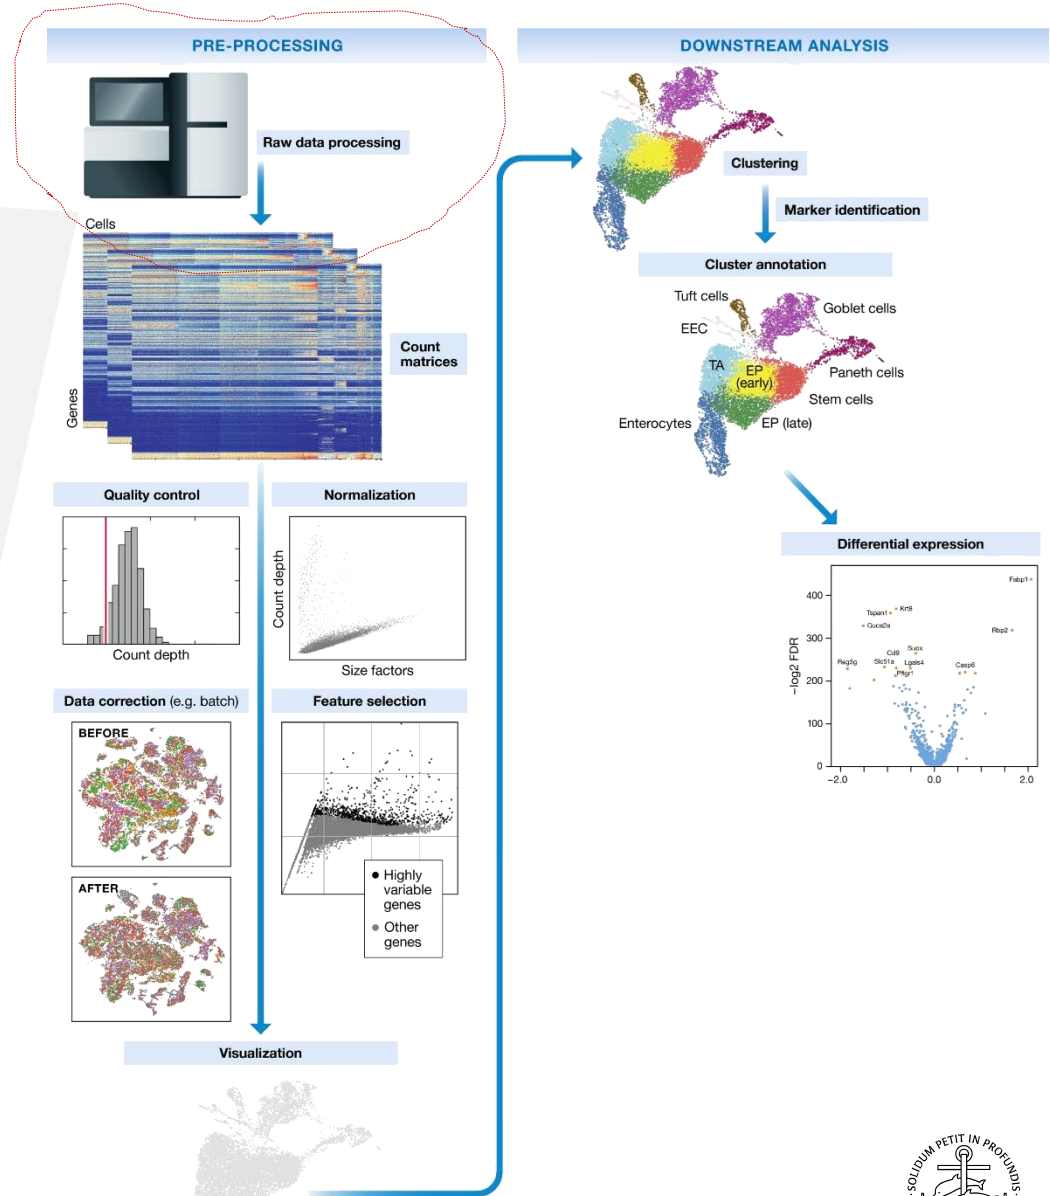 PRE-PROCESSING
Raw data processing
Cells
Genes
Count
matrices
Quality control
Count depth
Normalization
Count depth
Size factors
Data correction (e.g. batch)
BEFORE
AFTER
Feature selection
Highly
variable
genes
Other
genes
Visualization
DOWNSTREAM ANALYSIS
Clustering
Marker identification
Cluster annotation
Tuft cells
Goblet cells
EEC
TA
EP
(early)
Paneth cells
Stem cells
Enterocytes
EP (late)
Differential expression
−log2 FDR
400
300
200
100
0
−2.0
0.0
2.0
Fabp1
Krt8
Tspan1
Guca2a
Rbp2
Suox
Cd9
Reg3g
Slc51a
Lgals4
Casp6
SOLIDUM PETIT IN PROFUNDIS